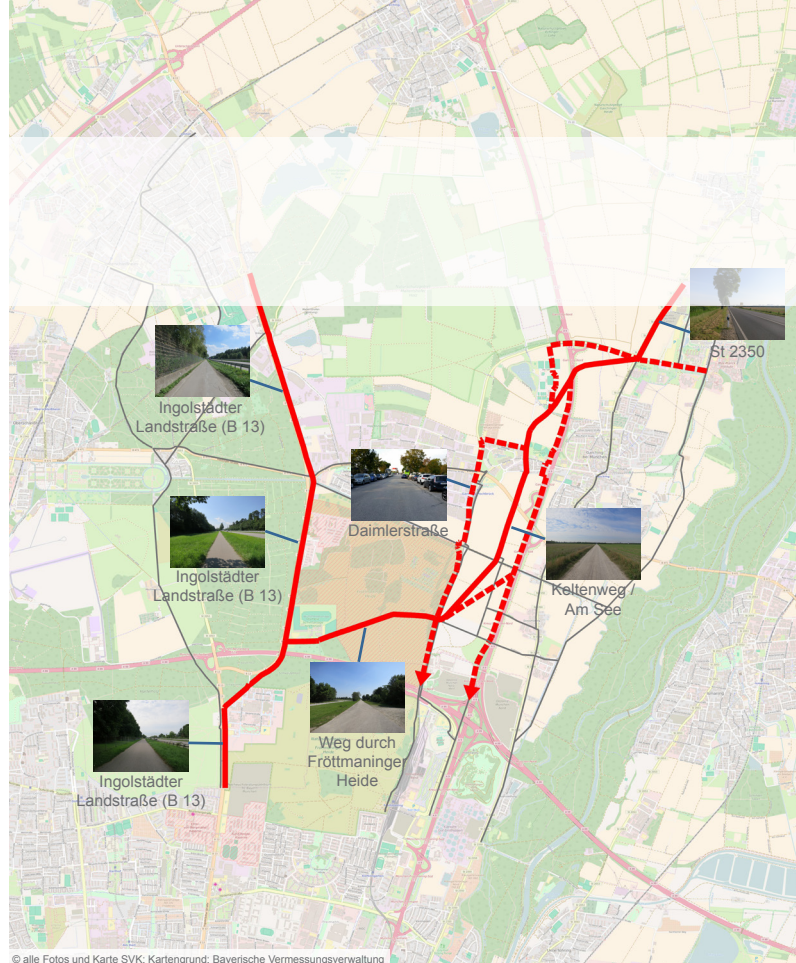 St 2350
Ingolstädter
Landstraße (B 13)
Daimlerstraße
Ingolstädter
Landstraße (B 13)
Keltenweg /
Am See
Weg durch
Fröttmaninger
Heide
Ingolstädter
Landstraße (B 13)
© alle Fotos und Karte SVK; Kartengrund: Bayerische Vermessungsverwaltung